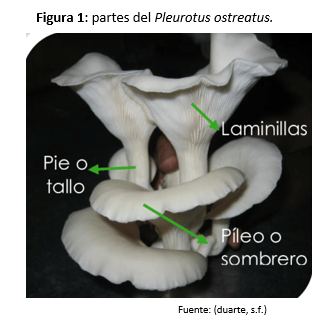 Figura 1: partes del Pleurotus ostreatus.
Laminillas
Pie o
tallo
Píleo o
sombrero
Fuente: (duarte, s.f.)